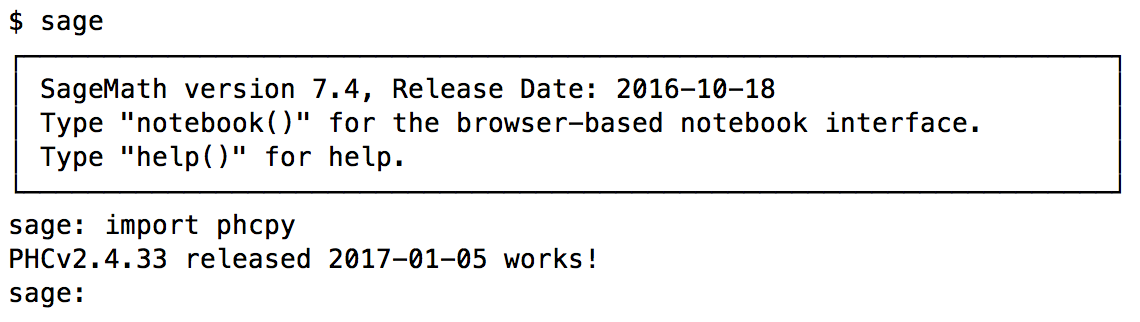 $ sage
SageMath version 7.4, Release Date: 2016-10-18
Type "notebook()" for the browser-based notebook interface.
Type "help()" for help.
sage: import phcpy
PHCv2.4.33 released 2017-01-05 works!
sage: